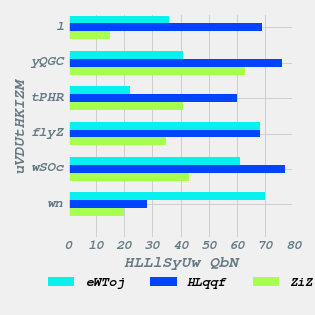 l
yQGC
tPHR
flyZ
wSOc
wn
uVDUtHKIZM
0 10 20 30 40 50 60 70 80
HLLlSyUw QbN
eWToj HLqqf ZiZ